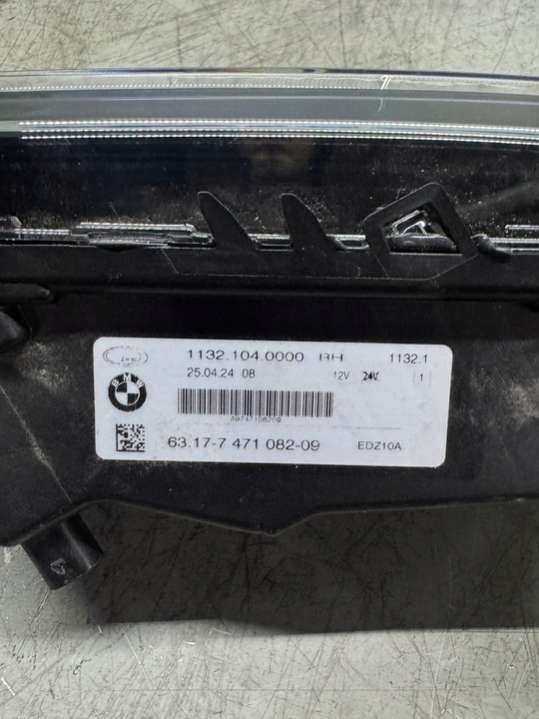 1132.104.0000 RH 1132.1
25.04.24 08 12V 24V 1
BMW
63.17-7 471 082-09 EDZ10A